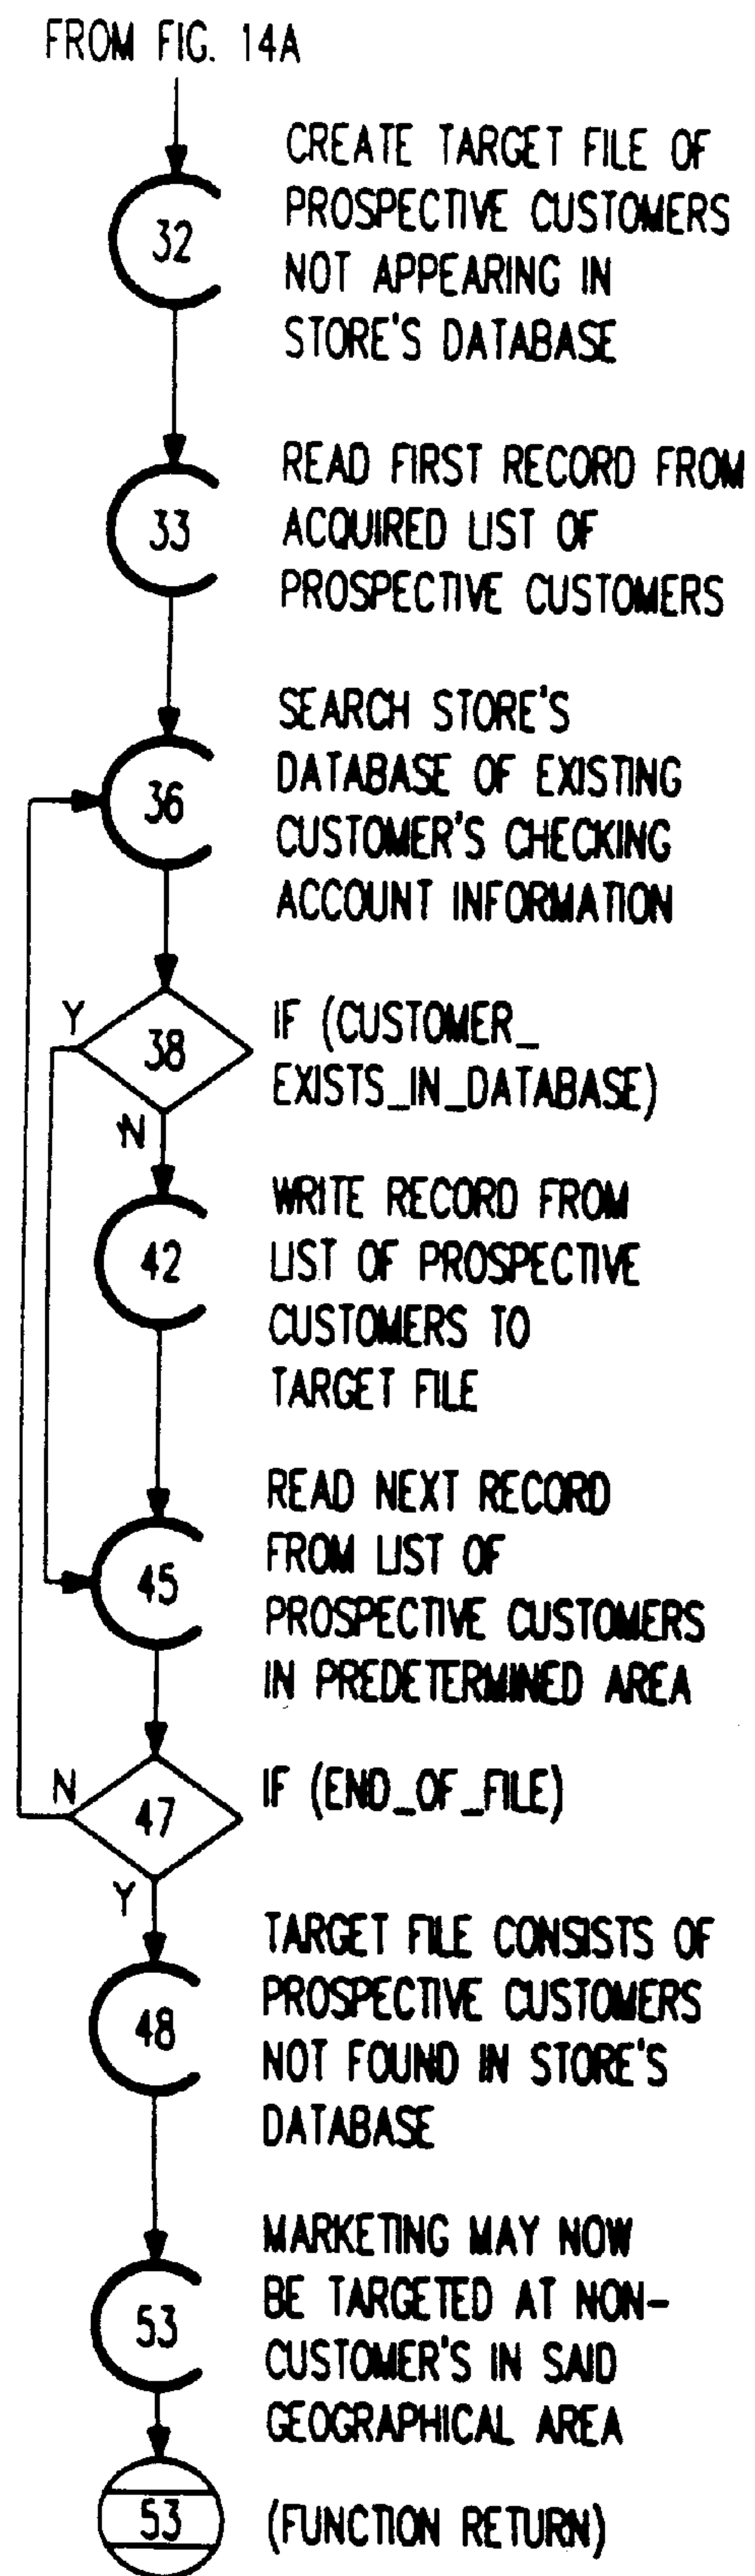 FROM FIG. 14A
32
CREATE TARGET FILE OF
PROSPECTIVE CUSTOMERS
NOT APPEARING IN
STORE'S DATABASE
33
READ FIRST RECORD FROM
ACQUIRED LIST OF
PROSPECTIVE CUSTOMERS
36
SEARCH STORE'S
DATABASE OF EXISTING
CUSTOMER'S CHECKING
ACCOUNT INFORMATION
Y
38
N
IF (CUSTOMER_
EXISTS_IN_DATABASE)
42
WRITE RECORD FROM
LIST OF PROSPECTIVE
CUSTOMERS TO
TARGET FILE
45
READ NEXT RECORD
FROM LIST OF
PROSPECTIVE CUSTOMERS
IN PREDETERMINED AREA
N
47
Y
IF (END_OF_FILE)
48
TARGET FILE CONSISTS OF
PROSPECTIVE CUSTOMERS
NOT FOUND IN STORE'S
DATABASE
53
MARKETING MAY NOW
BE TARGETED AT NON-
CUSTOMER'S IN SAID
GEOGRAPHICAL AREA
53
(FUNCTION RETURN)